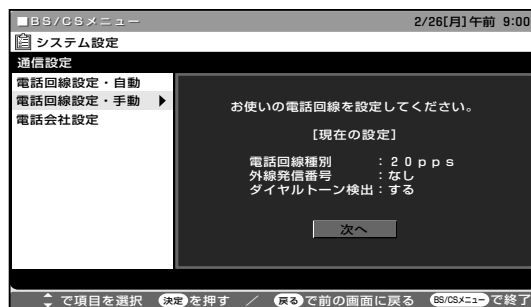 ■BS/CSメニュー 2/26[月]午前 9:00
システム設定
通信設定
電話回線設定・自動
電話回線設定・手動 ▶
電話会社設定
お使いの電話回線を設定してください。
[現在の設定]
電話回線種別 :20pps
外線発信番号 :なし
ダイヤルトーン検出:する
次へ
で項目を選択 決定を押す / 戻るで前の画面に戻る BS/CSメニューで終了